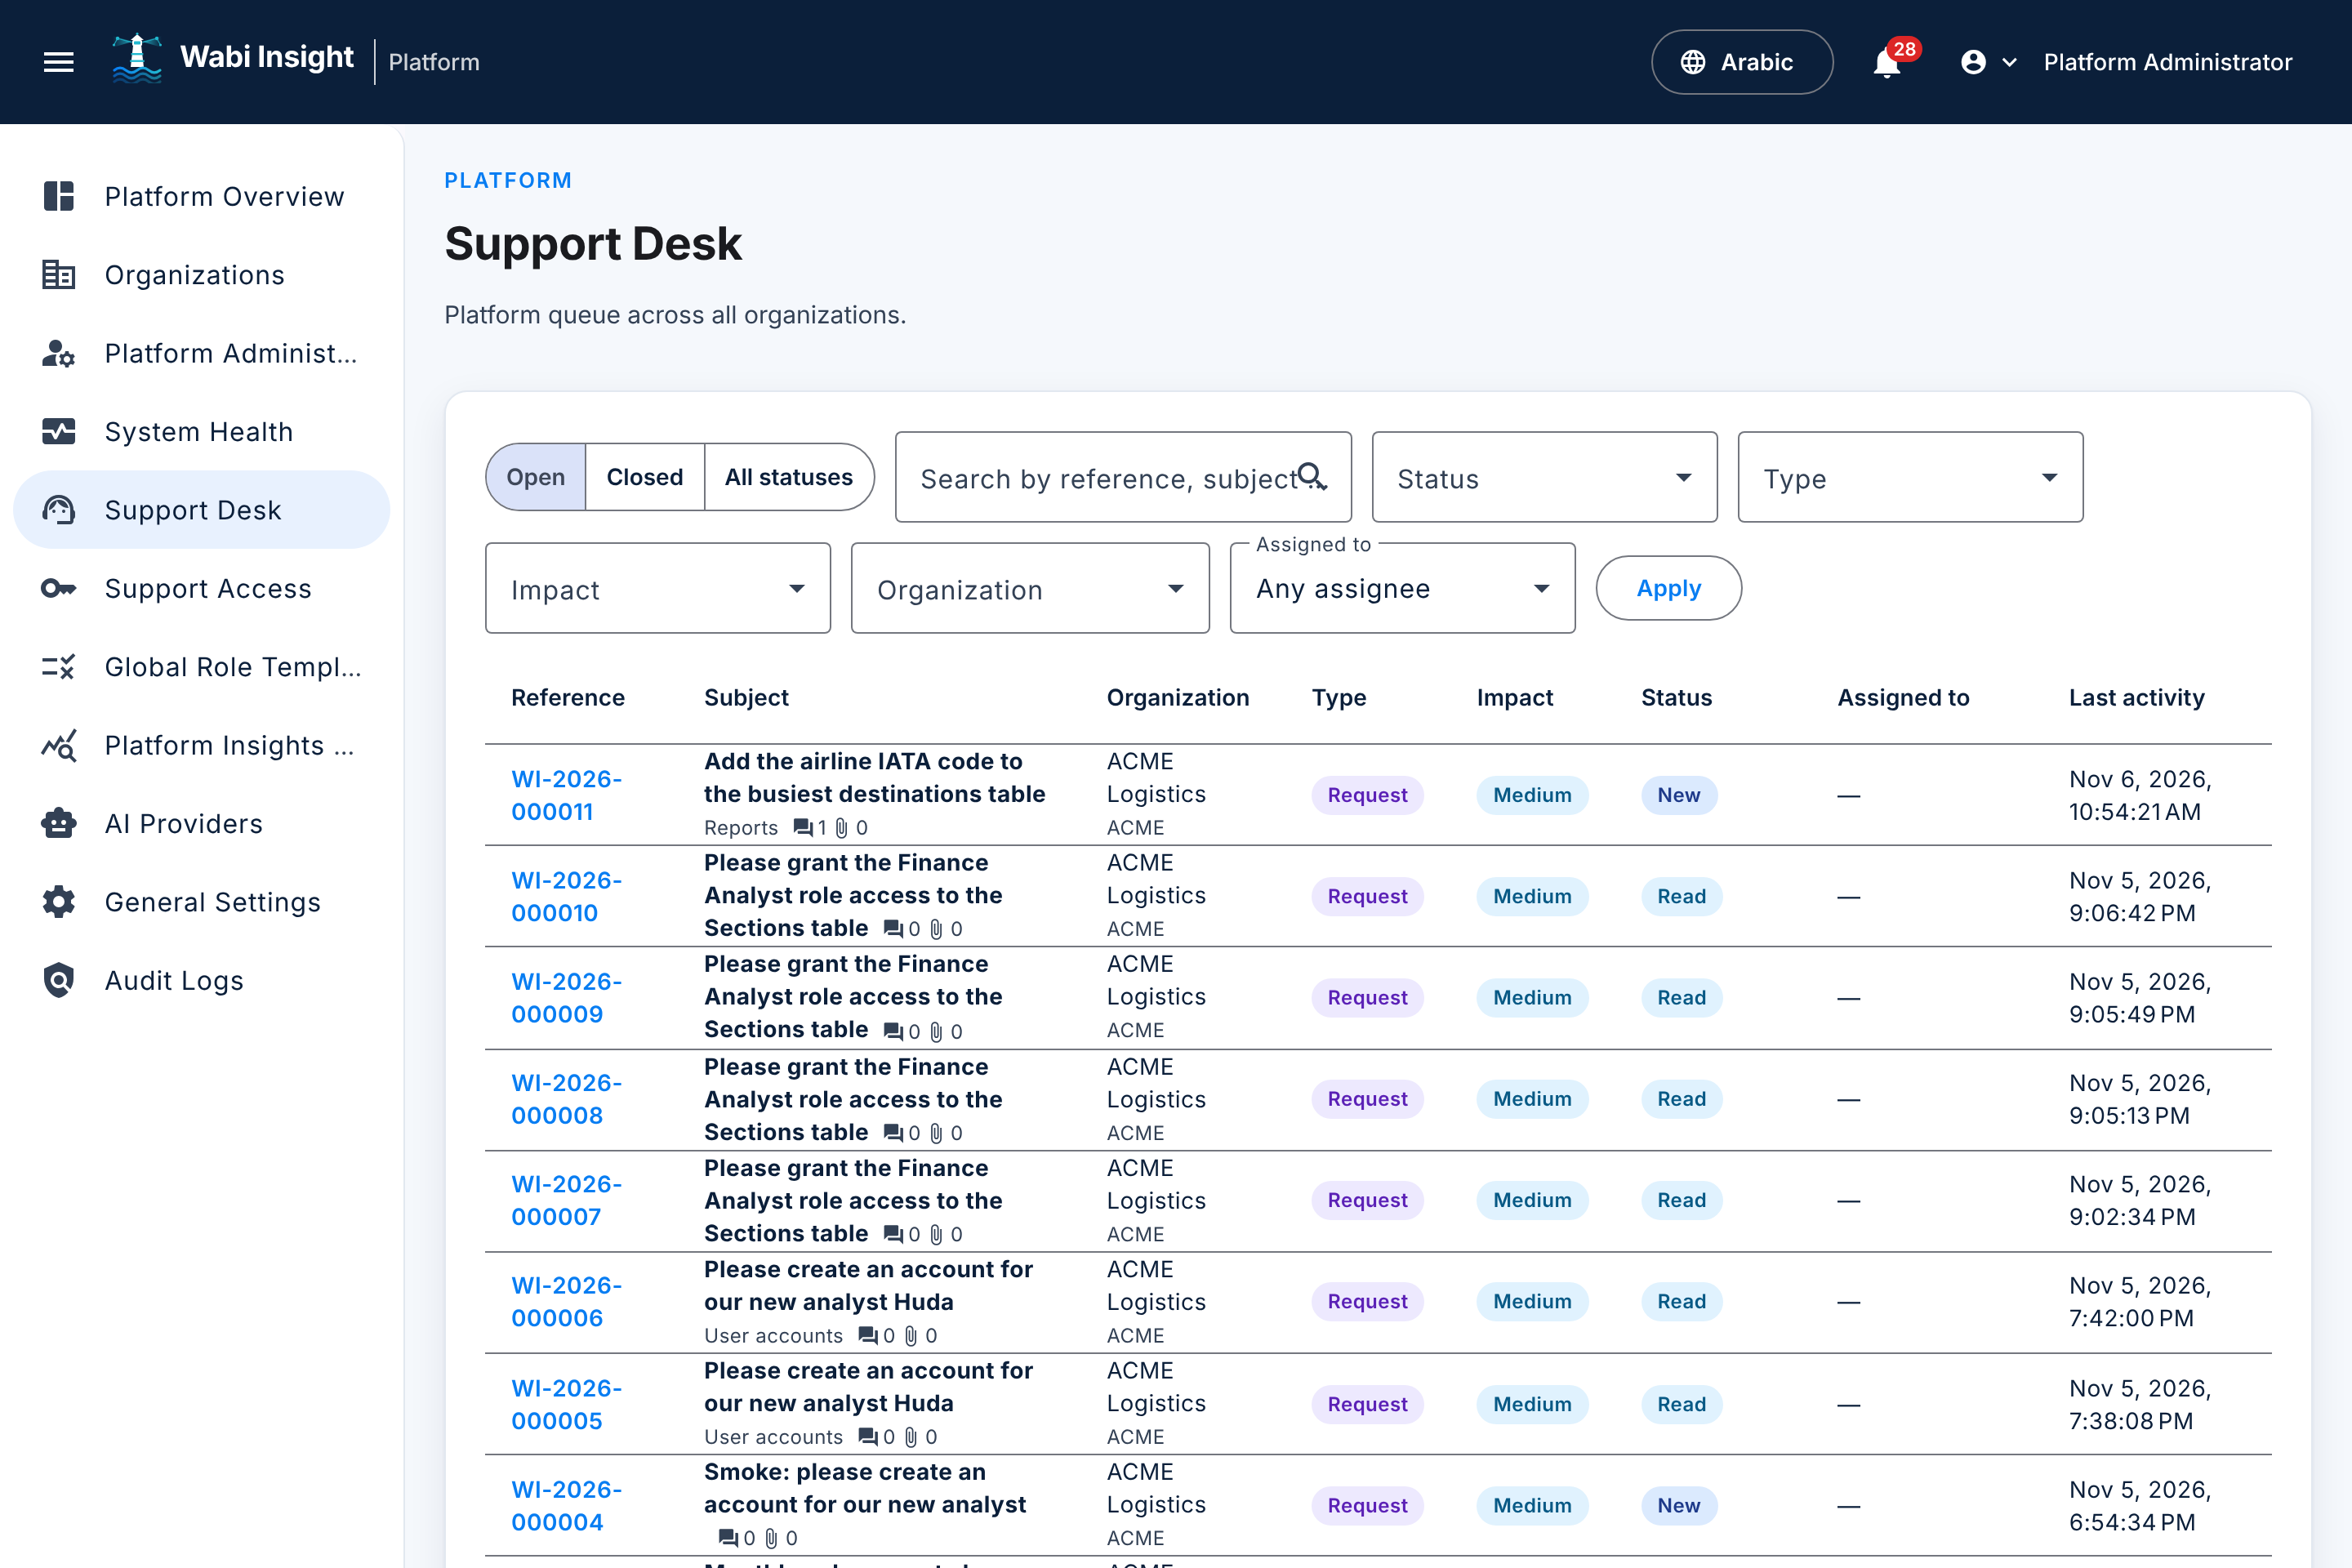 Wabi Insight
Platform
Arabic
28
Platform Administrator
Platform Overview
Organizations
Platform Administ...
System Health
Support Desk
Support Access
Global Role Templ...
Platform Insights ...
AI Providers
General Settings
Audit Logs
PLATFORM
Support Desk
Platform queue across all organizations.
Open
Closed
All statuses
Search by reference, subject
Status
Type
Impact
Organization
Assigned to
Any assignee
Apply
Reference Subject Organization Type Impact Status Assigned to Last activity
WI-2026-
000011
Add the airline IATA code to
the busiest destinations table
Reports 1 0
ACME
Logistics
ACME
Request
Medium
New
—
Nov 6, 2026,
10:54:21 AM
WI-2026-
000010
Please grant the Finance
Analyst role access to the
Sections table 0 0
ACME
Logistics
ACME
Request
Medium
Read
—
Nov 5, 2026,
9:06:42 PM
WI-2026-
000009
Please grant the Finance
Analyst role access to the
Sections table 0 0
ACME
Logistics
ACME
Request
Medium
Read
—
Nov 5, 2026,
9:05:49 PM
WI-2026-
000008
Please grant the Finance
Analyst role access to the
Sections table 0 0
ACME
Logistics
ACME
Request
Medium
Read
—
Nov 5, 2026,
9:05:13 PM
WI-2026-
000007
Please grant the Finance
Analyst role access to the
Sections table 0 0
ACME
Logistics
ACME
Request
Medium
Read
—
Nov 5, 2026,
9:02:34 PM
WI-2026-
000006
Please create an account for
our new analyst Huda
User accounts 0 0
ACME
Logistics
ACME
Request
Medium
Read
—
Nov 5, 2026,
7:42:00 PM
WI-2026-
000005
Please create an account for
our new analyst Huda
User accounts 0 0
ACME
Logistics
ACME
Request
Medium
Read
—
Nov 5, 2026,
7:38:08 PM
WI-2026-
000004
Smoke: please create an
account for our new analyst
0 0
ACME
Logistics
ACME
Request
Medium
New
—
Nov 5, 2026,
6:54:34 PM